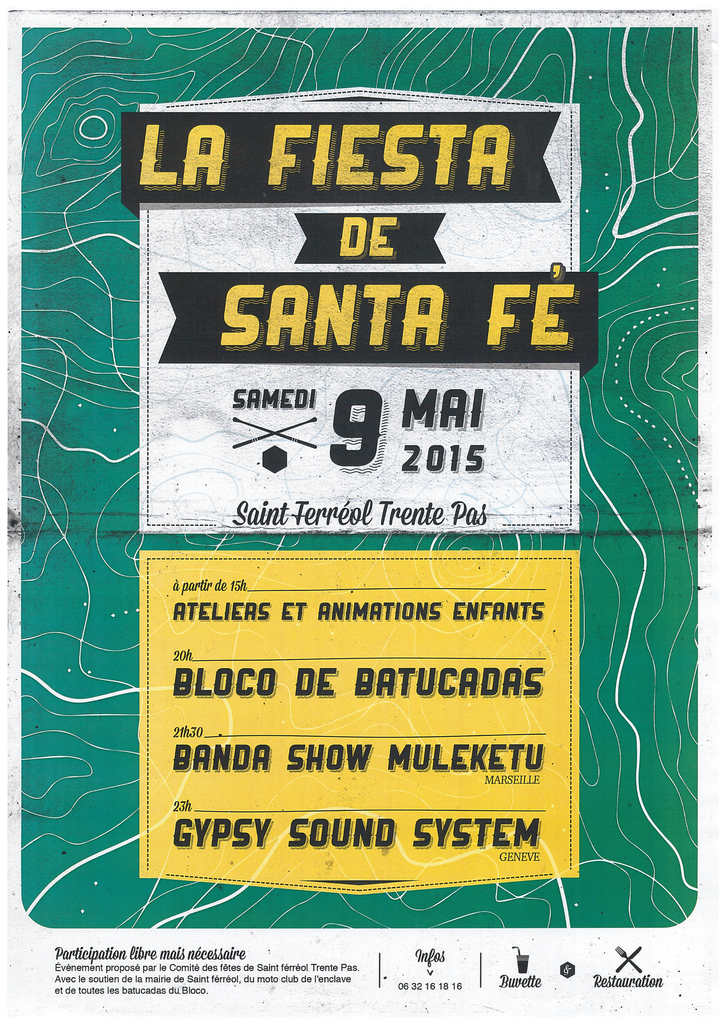 LA FIESTA
DE
SANTA FE'
SAMEDI 9 MAI
2015
Saint Ferréol Trente Pas
à partir de 15h
ATELIERS ET ANIMATIONS ENFANTS
20h
BLOCO DE BATUCADAS
21h30
BANDA SHOW MULEKETU
MARSEILLE
23h
GYPSY SOUND SYSTEM
GENEVE
Participation libre mais nécessaire
Évènement proposé par le Comité des fêtes de Saint férréol Trente Pas.
Avec le soutien de la mairie de Saint férréol, du moto club de l'enclave
et de toutes les batucadas du Bloco.
Infos
06 32 16 18 16
Buvette & Restauration